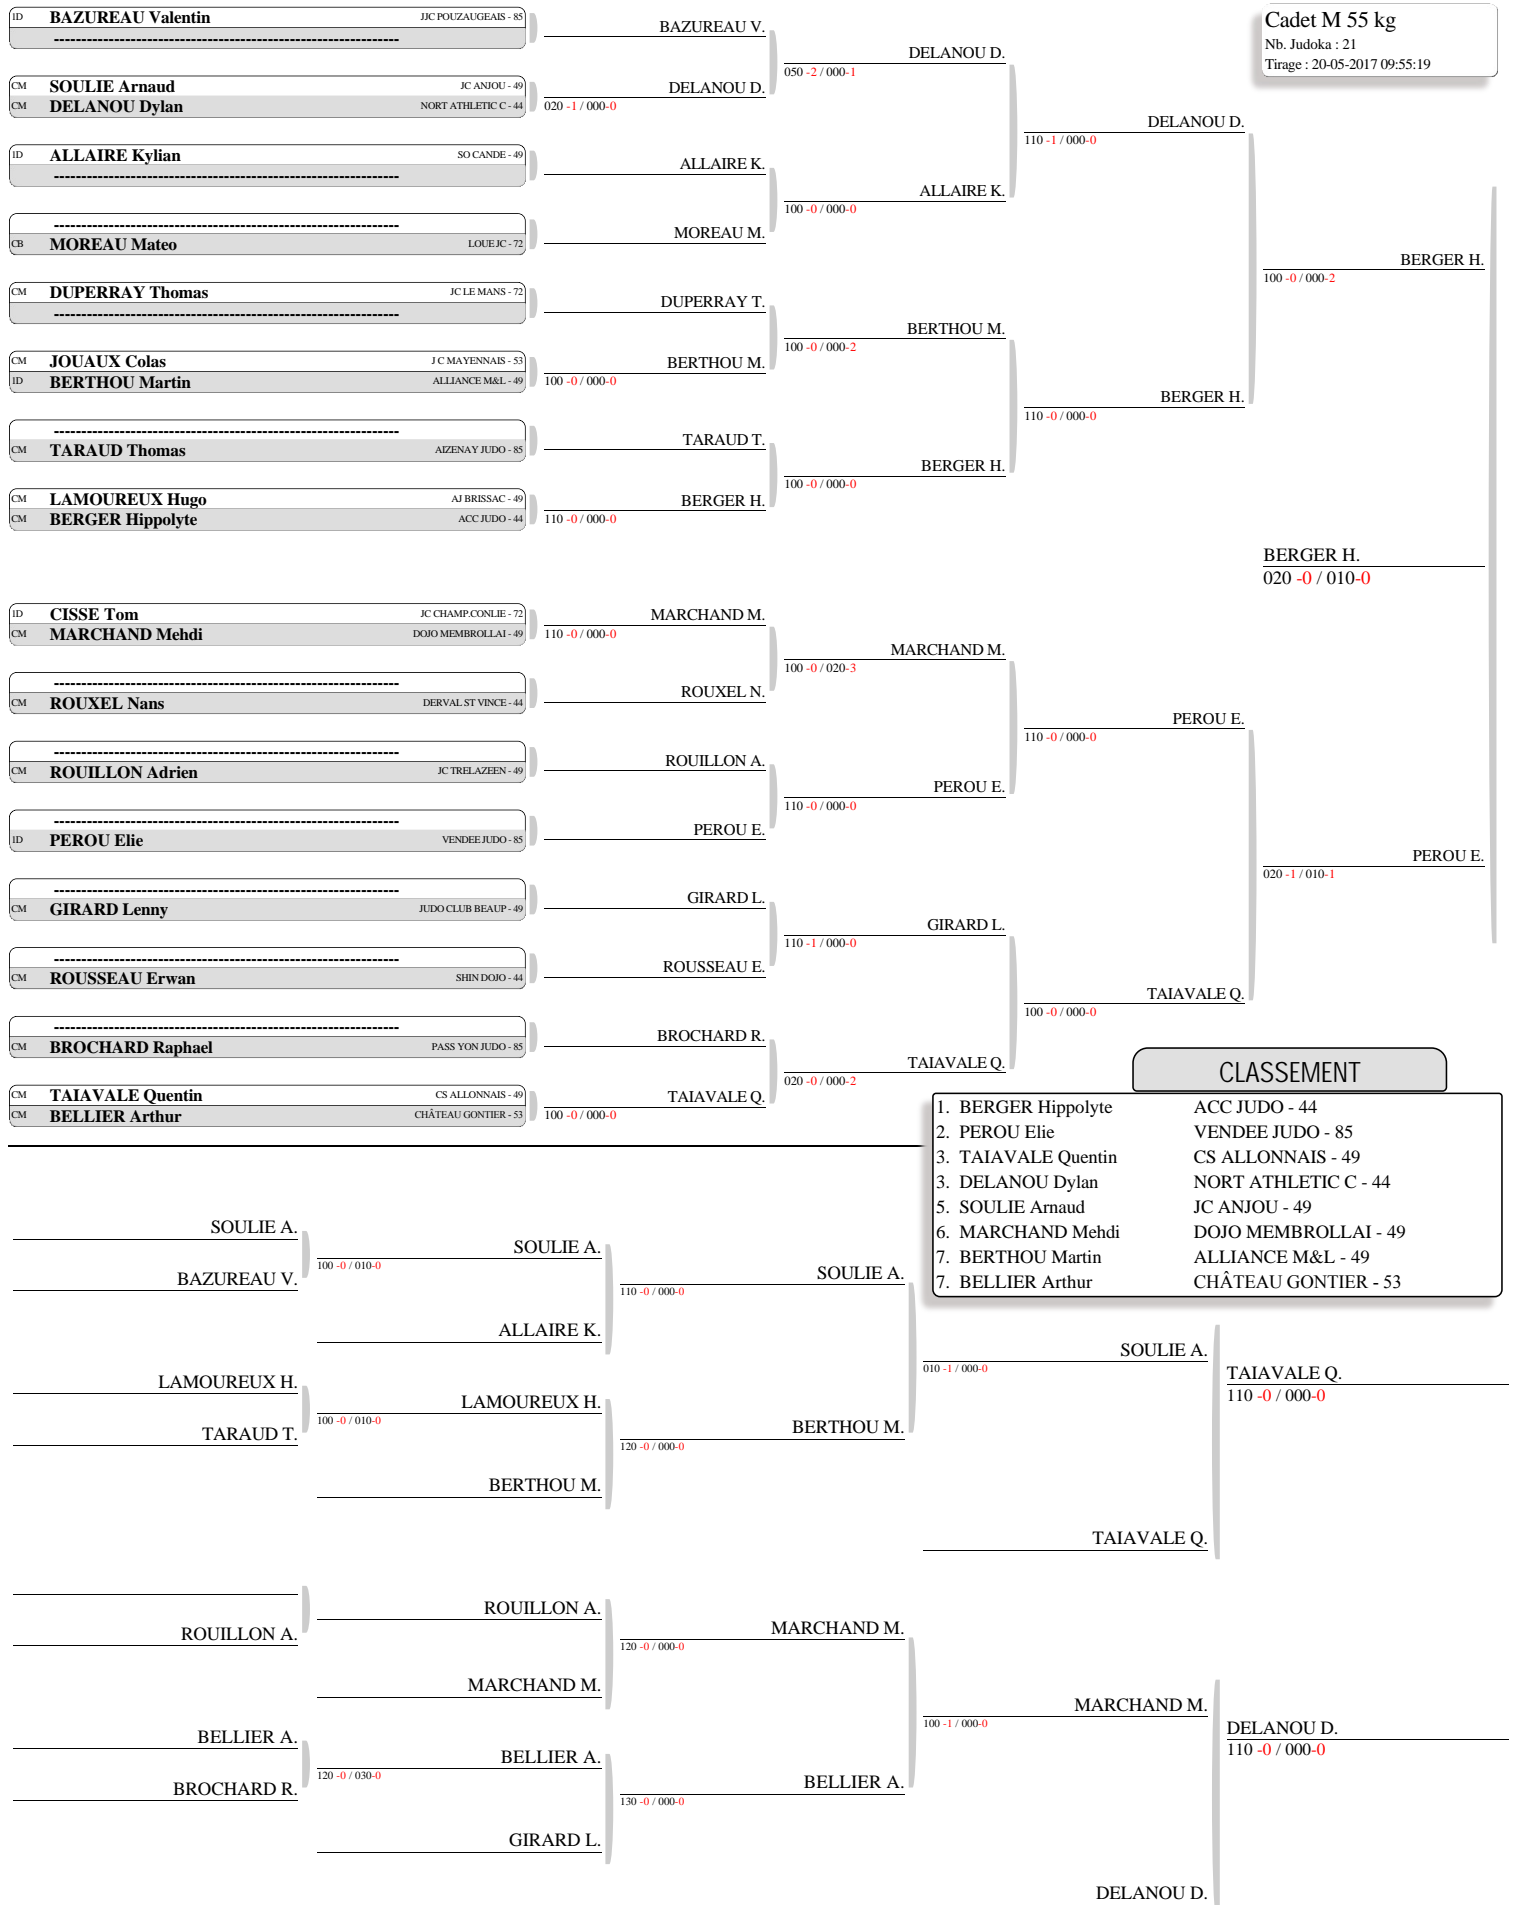 Cadet M 55 kg
Nb. Judoka : 21
Tirage : 20-05-2017 09:55:19
1D BAZUREAU Valentin JJC POUZAUGEAIS - 85
----------------------------------------------------------------
CM SOULIE Arnaud JC ANJOU - 49
CM DELANOU Dylan NORT ATHLETIC C - 44
1D ALLAIRE Kylian SO CANDE - 49
----------------------------------------------------------------
----------------------------------------------------------------
CB MOREAU Mateo LOUE JC - 72
CM DUPERRAY Thomas JC LE MANS - 72
----------------------------------------------------------------
CM JOUAUX Colas J C MAYENNAIS - 53
1D BERTHOU Martin ALLIANCE M&L - 49
----------------------------------------------------------------
CM TARAUD Thomas AIZENAY JUDO - 85
CM LAMOUREUX Hugo AJ BRISSAC - 49
CM BERGER Hippolyte ACC JUDO - 44
1D CISSE Tom JC CHAMP.CONLIE - 72
CM MARCHAND Mehdi DOJO MEMBROLLAI - 49
----------------------------------------------------------------
CM ROUXEL Nans DERVAL ST VINCE - 44
----------------------------------------------------------------
CM ROUILLON Adrien JC TRELAZEEN - 49
----------------------------------------------------------------
1D PEROU Elie VENDEE JUDO - 85
----------------------------------------------------------------
CM GIRARD Lenny JUDO CLUB BEAUP - 49
----------------------------------------------------------------
CM ROUSSEAU Erwan SHIN DOJO - 44
----------------------------------------------------------------
CM BROCHARD Raphael PASS YON JUDO - 85
CM TAIAVALE Quentin CS ALLONNAIS - 49
CM BELLIER Arthur CHÂTEAU GONTIER - 53
BAZUREAU V.
DELANOU D.
020 -1 / 000-0
ALLAIRE K.
MOREAU M.
DUPERRAY T.
BERTHOU M.
100 -0 / 000-0
TARAUD T.
BERGER H.
110 -0 / 000-0
MARCHAND M.
110 -0 / 000-0
ROUXEL N.
ROUILLON A.
PEROU E.
GIRARD L.
ROUSSEAU E.
BROCHARD R.
TAIAVALE Q.
100 -0 / 000-0
DELANOU D.
050 -2 / 000-1
ALLAIRE K.
100 -0 / 000-0
BERTHOU M.
100 -0 / 000-2
BERGER H.
100 -0 / 000-0
MARCHAND M.
100 -0 / 020-3
PEROU E.
110 -0 / 000-0
GIRARD L.
110 -1 / 000-0
TAIAVALE Q.
020 -0 / 000-2
DELANOU D.
110 -1 / 000-0
BERGER H.
110 -0 / 000-0
PEROU E.
110 -0 / 000-0
TAIAVALE Q.
100 -0 / 000-0
BERGER H.
100 -0 / 000-2
PEROU E.
020 -1 / 010-1
BERGER H.
020 -0 / 010-0
CLASSEMENT
1. BERGER Hippolyte ACC JUDO - 44
2. PEROU Elie VENDEE JUDO - 85
3. TAIAVALE Quentin CS ALLONNAIS - 49
3. DELANOU Dylan NORT ATHLETIC C - 44
5. SOULIE Arnaud JC ANJOU - 49
6. MARCHAND Mehdi DOJO MEMBROLLAI - 49
7. BERTHOU Martin ALLIANCE M&L - 49
7. BELLIER Arthur CHÂTEAU GONTIER - 53
SOULIE A.
BAZUREAU V.
LAMOUREUX H.
TARAUD T.
ROUILLON A.
BELLIER A.
BROCHARD R.
SOULIE A.
100 -0 / 010-0
ALLAIRE K.
LAMOUREUX H.
100 -0 / 010-0
BERTHOU M.
ROUILLON A.
MARCHAND M.
BELLIER A.
120 -0 / 030-0
GIRARD L.
SOULIE A.
110 -0 / 000-0
BERTHOU M.
120 -0 / 000-0
MARCHAND M.
120 -0 / 000-0
BELLIER A.
130 -0 / 000-0
SOULIE A.
010 -1 / 000-0
TAIAVALE Q.
MARCHAND M.
100 -1 / 000-0
DELANOU D.
TAIAVALE Q.
110 -0 / 000-0
DELANOU D.
110 -0 / 000-0